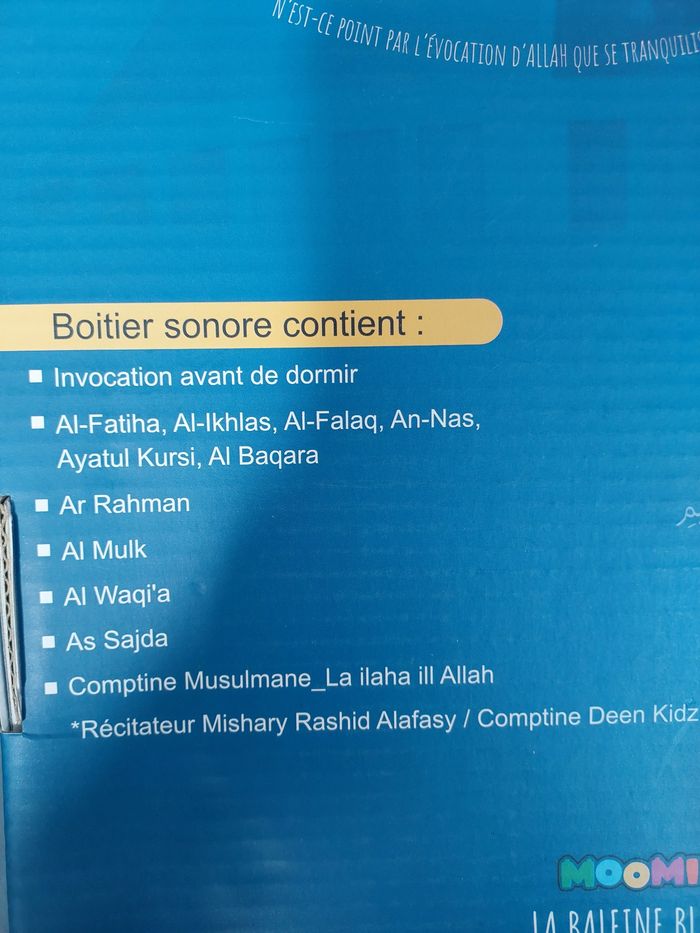 N'EST-CE POINT PAR L'ÉVOCATION D'ALLAH QUE SE
Boitier sonore contient :
Invocation avant de dormir
Al-Fatiha, Al-Ikhlas, Al-Falaq, An-Nas,
Ayatul Kursi, Al Baqara
Ar Rahman
Al Mulk
Al Waqi'a
As Sajda
Comptine Musulmane_La ilaha ill Allah
*Récitateur Mishary Rashid Alafasy / Comptine Deen Kidz
MOOMI
LA BALEINE